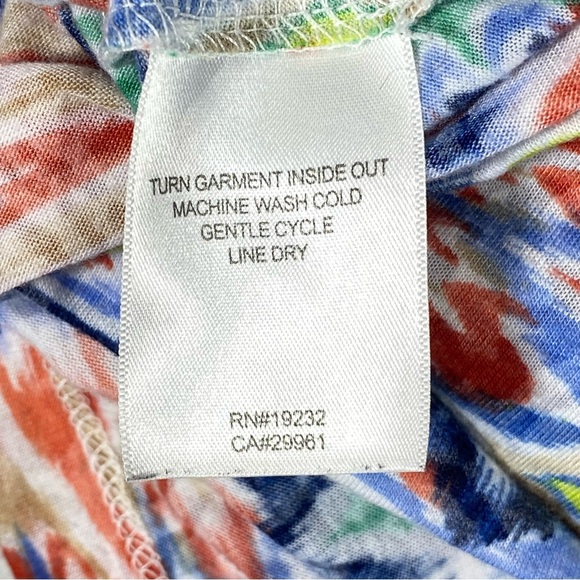 TURN GARMENT INSIDE OUT
MACHINE WASH COLD
GENTLE CYCLE
LINE DRY
RN#19232
CA#29961